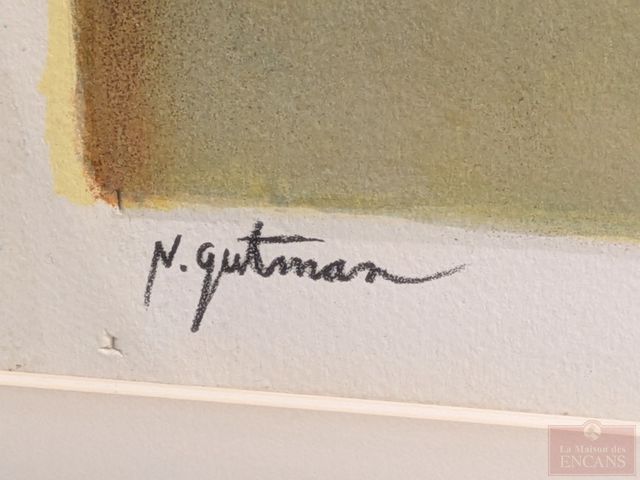 N. gutman
La Maison des
ENCANS